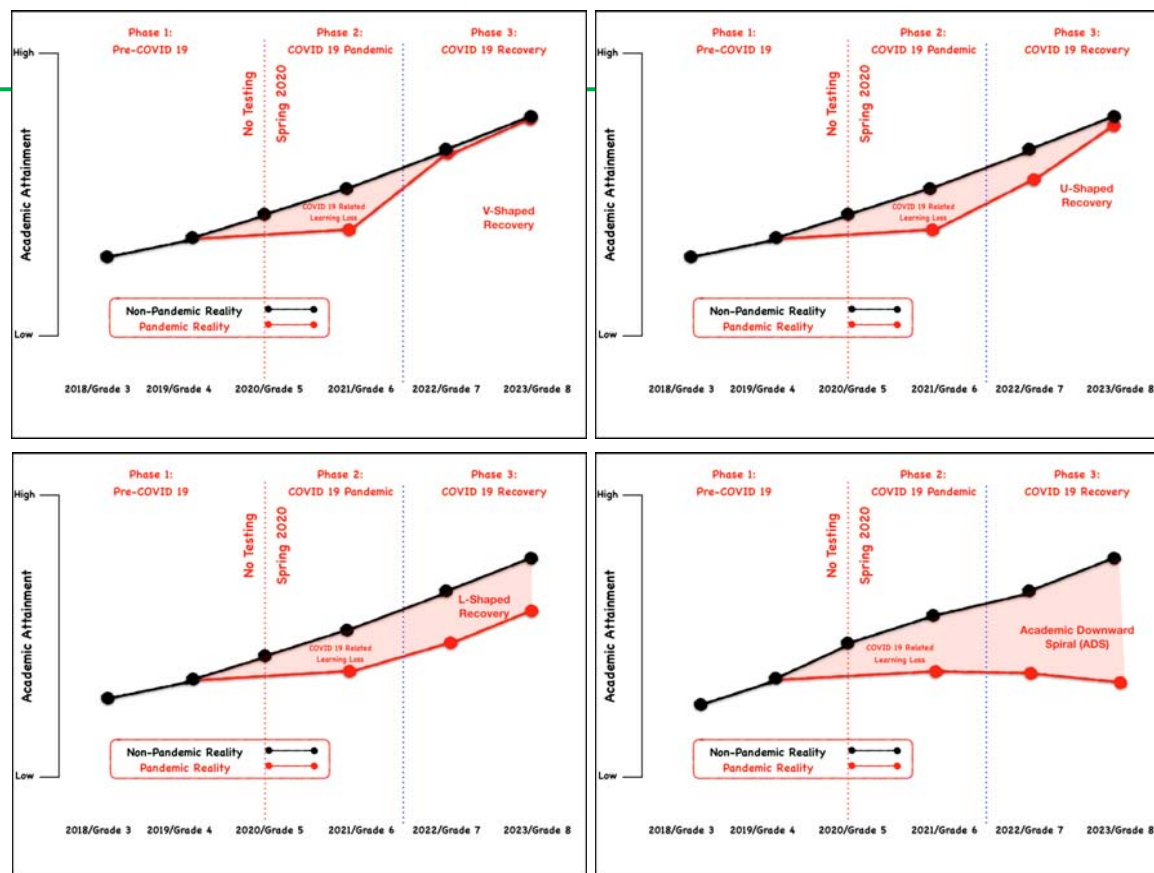 Phase 1:
Pre-COVID 19
Phase 2:
COVID 19 Pandemic
Phase 3:
COVID 19 Recovery
High
No Testing
Spring 2020
Academic Attainment
COVID 19 Related
Learning Loss
V-Shaped
Recovery
Non-Pandemic Reality
Pandemic Reality
Low
2018/Grade 3
2019/Grade 4
2020/Grade 5
2021/Grade 6
2022/Grade 7
2023/Grade 8
Phase 1:
Pre-COVID 19
Phase 2:
COVID 19 Pandemic
Phase 3:
COVID 19 Recovery
High
No Testing
Spring 2020
Academic Attainment
COVID 19 Related
Learning Loss
U-Shaped
Recovery
Non-Pandemic Reality
Pandemic Reality
Low
2018/Grade 3
2019/Grade 4
2020/Grade 5
2021/Grade 6
2022/Grade 7
2023/Grade 8
Phase 1:
Pre-COVID 19
Phase 2:
COVID 19 Pandemic
Phase 3:
COVID 19 Recovery
High
No Testing
Spring 2020
Academic Attainment
L-Shaped
Recovery
COVID 19 Related
Learning Loss
Non-Pandemic Reality
Pandemic Reality
Low
2018/Grade 3
2019/Grade 4
2020/Grade 5
2021/Grade 6
2022/Grade 7
2023/Grade 8
Phase 1:
Pre-COVID 19
Phase 2:
COVID 19 Pandemic
Phase 3:
COVID 19 Recovery
High
No Testing
Spring 2020
Academic Attainment
COVID 19 Related
Learning Loss
Academic Downward
Spiral (ADS)
Non-Pandemic Reality
Pandemic Reality
Low
2018/Grade 3
2019/Grade 4
2020/Grade 5
2021/Grade 6
2022/Grade 7
2023/Grade 8